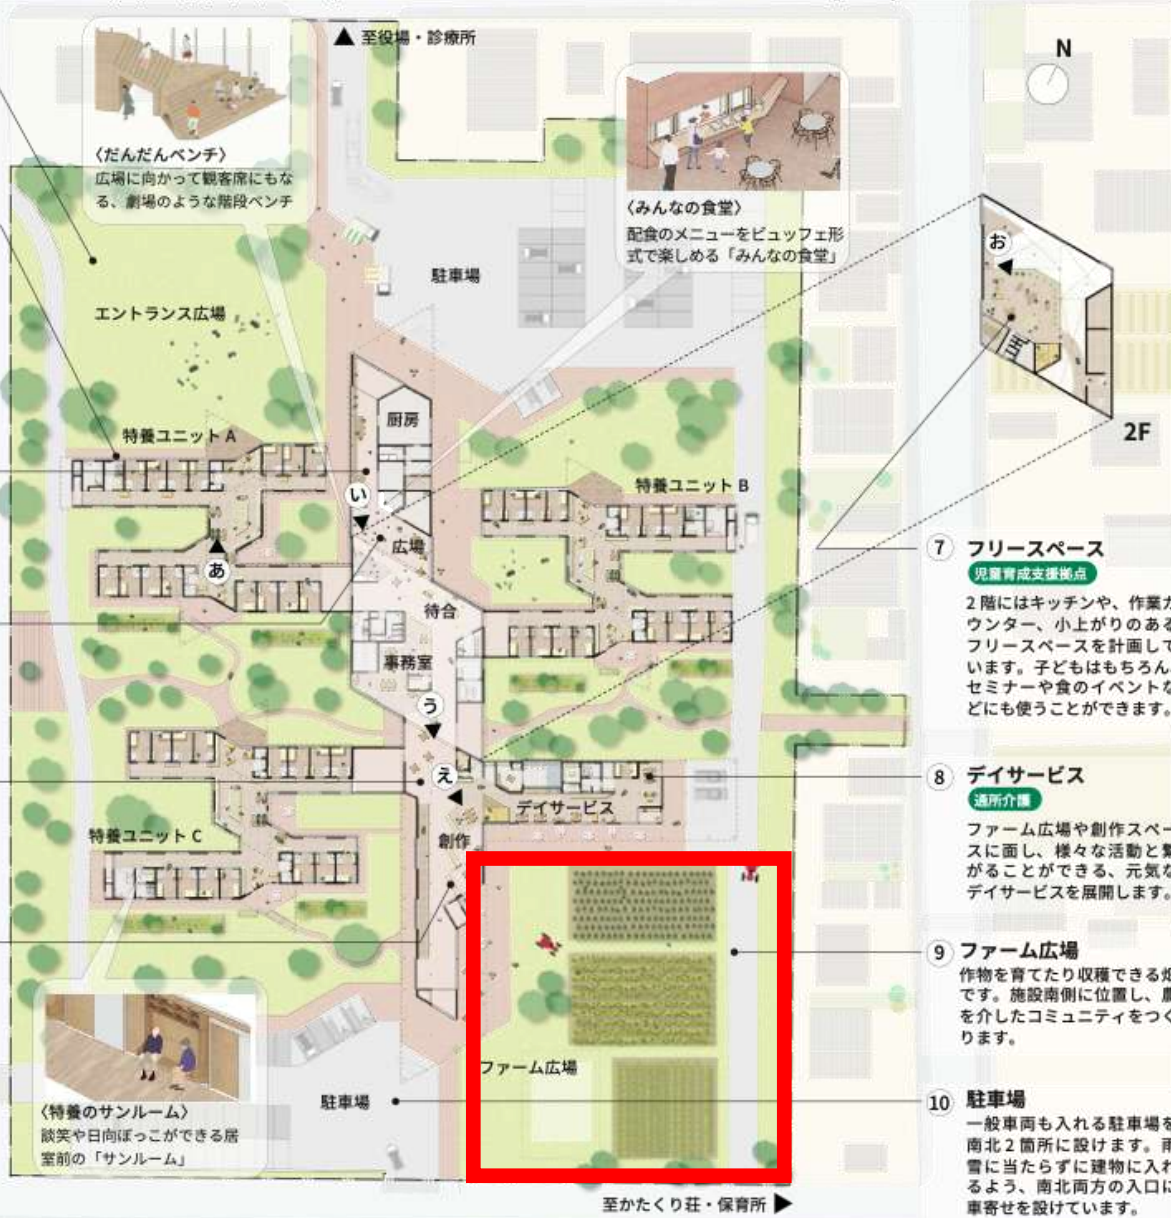 ▲ 至役場・診療所
N
〈だんだんベンチ〉
広場に向かって観客席にもな
る、劇場のような階段ベンチ
〈みんなの食堂〉
配食のメニューをビュッフェ形
式で楽しめる「みんなの食堂」
お
駐車場
エントランス広場
厨房
2F
特養ユニット A
特養ユニット B
い
広場
あ
待合
事務室
う
え
デイサービス
創作
特養ユニット C
ファーム広場
駐車場
〈特養のサンルーム〉
談笑や日向ぼっこができる居
室前の「サンルーム」
至かたくり荘・保育所 ▶
⑦ フリースペース
児童育成支援拠点
2 階にはキッチンや、作業カ
ウンター、小上がりのある
フリースペースを計画して
います。子どもはもちろん、
セミナーや食のイベントな
どにも使うことができます。
⑧ デイサービス
通所介護
ファーム広場や創作スペー
スに面し、様々な活動と繋
がることができる、元気な
デイサービスを展開します。
⑨ ファーム広場
作物を育てたり収穫できる畑
です。施設南側に位置し、農
を介したコミュニティをつく
ります。
⑩ 駐車場
一般車両も入れる駐車場を
南北 2 箇所に設けます。雨
雪に当たらずに建物に入れ
るよう、南北両方の入口に
車寄せを設けています。